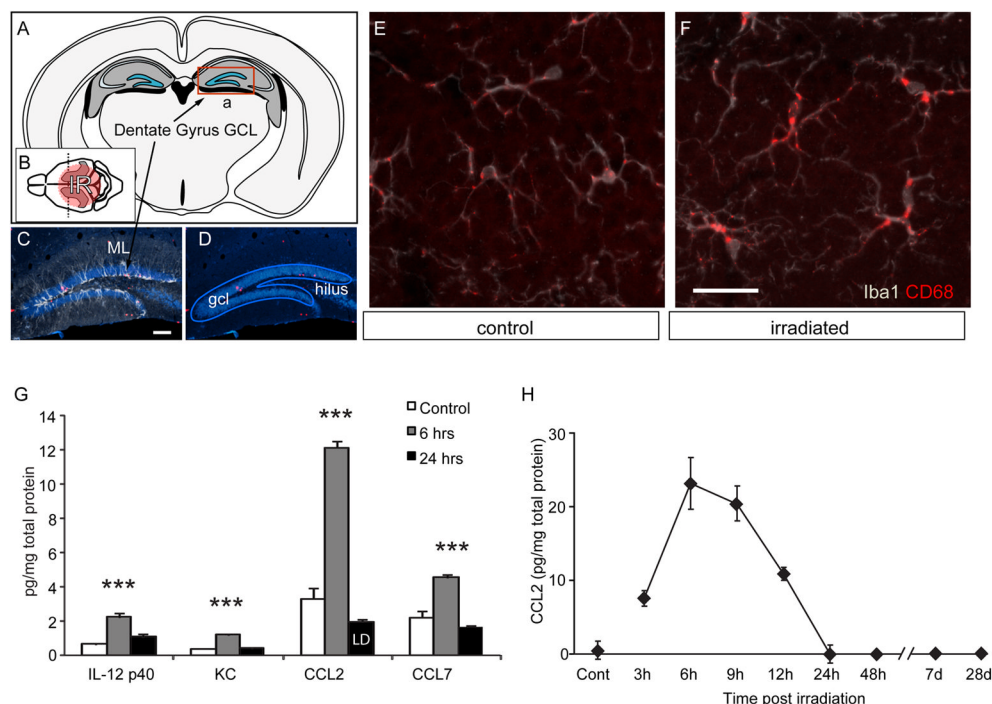 A
a
Dentate Gyrus GCL
B
IR
C
ML
D
gcl
hilus
E
control
F
Iba1 CD68
irradiated
G
pg/mg total protein
14
12
10
8
6
4
2
0
***
***
***
***
Control
6 hrs
24 hrs
LD
IL-12 p40
KC
CCL2
CCL7
H
CCL2 (pg/mg total protein)
30
20
10
0
Cont
3h
6h
9h
12h
24h
48h
7d
28d
Time post irradiation